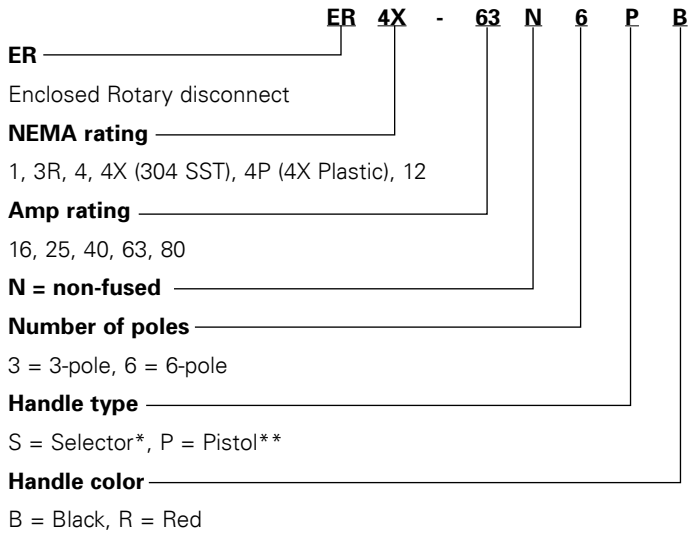 ER 4X - 63 N 6 P B
ER
Enclosed Rotary disconnect
NEMA rating
1, 3R, 4, 4X (304 SST), 4P (4X Plastic), 12
Amp rating
16, 25, 40, 63, 80
N = non-fused
Number of poles
3 = 3-pole, 6 = 6-pole
Handle type
S = Selector*, P = Pistol**
Handle color
B = Black, R = Red